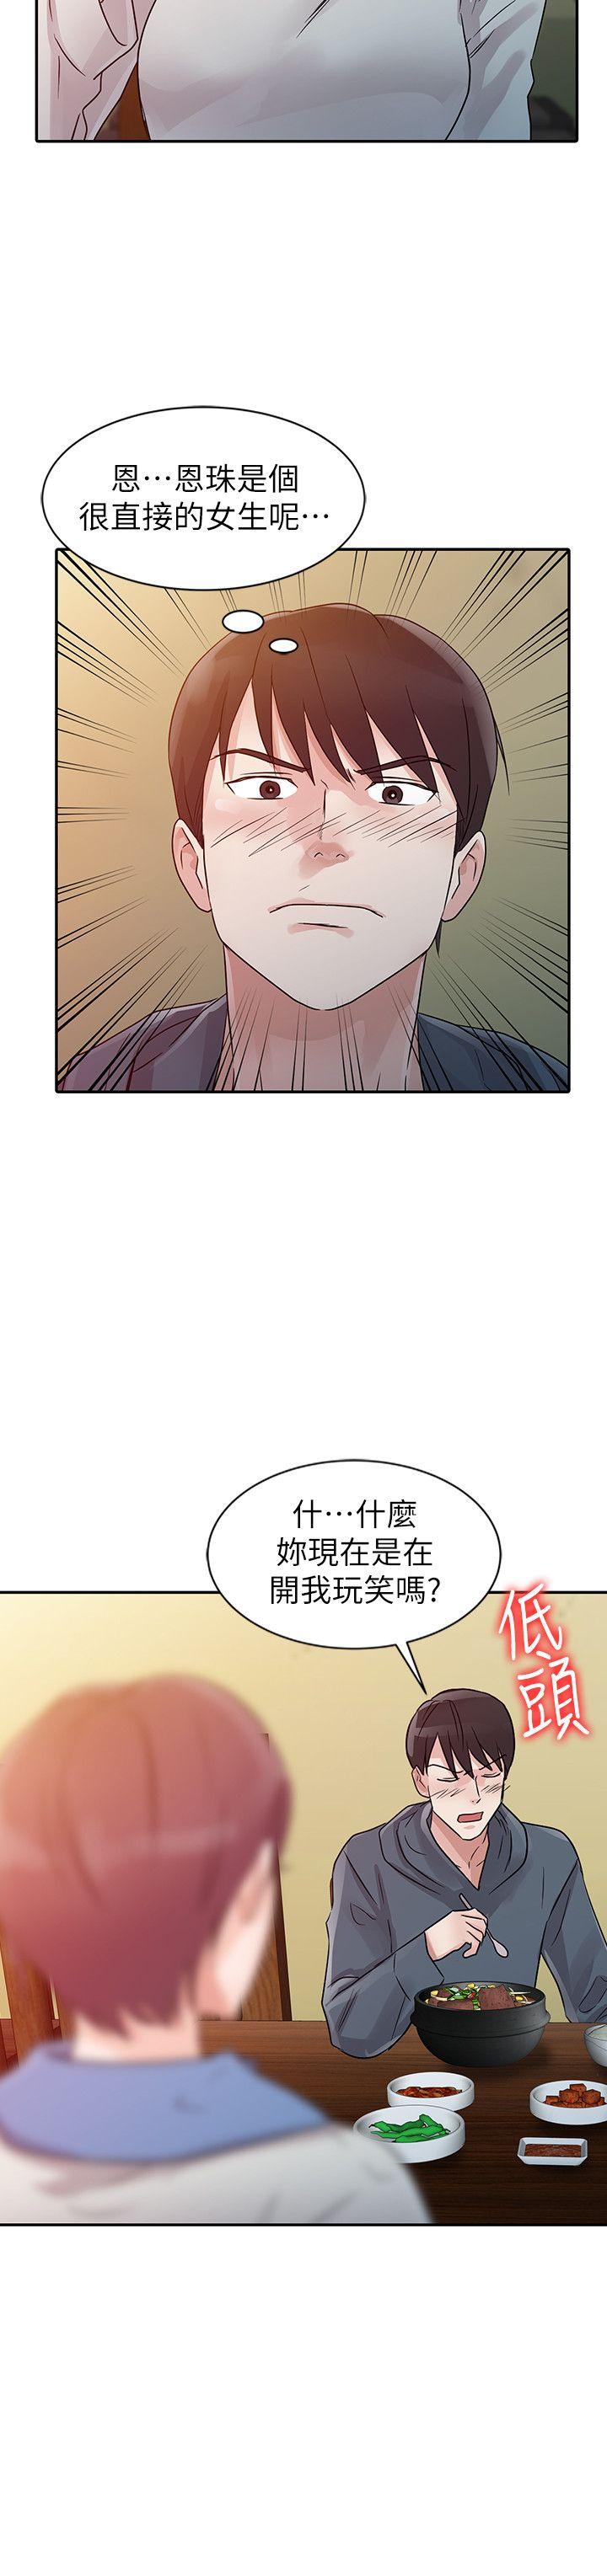 恩⋯恩珠是個
很直接的女生呢⋯
什⋯什麼
妳現在是在
開我玩笑嗎?
低頭